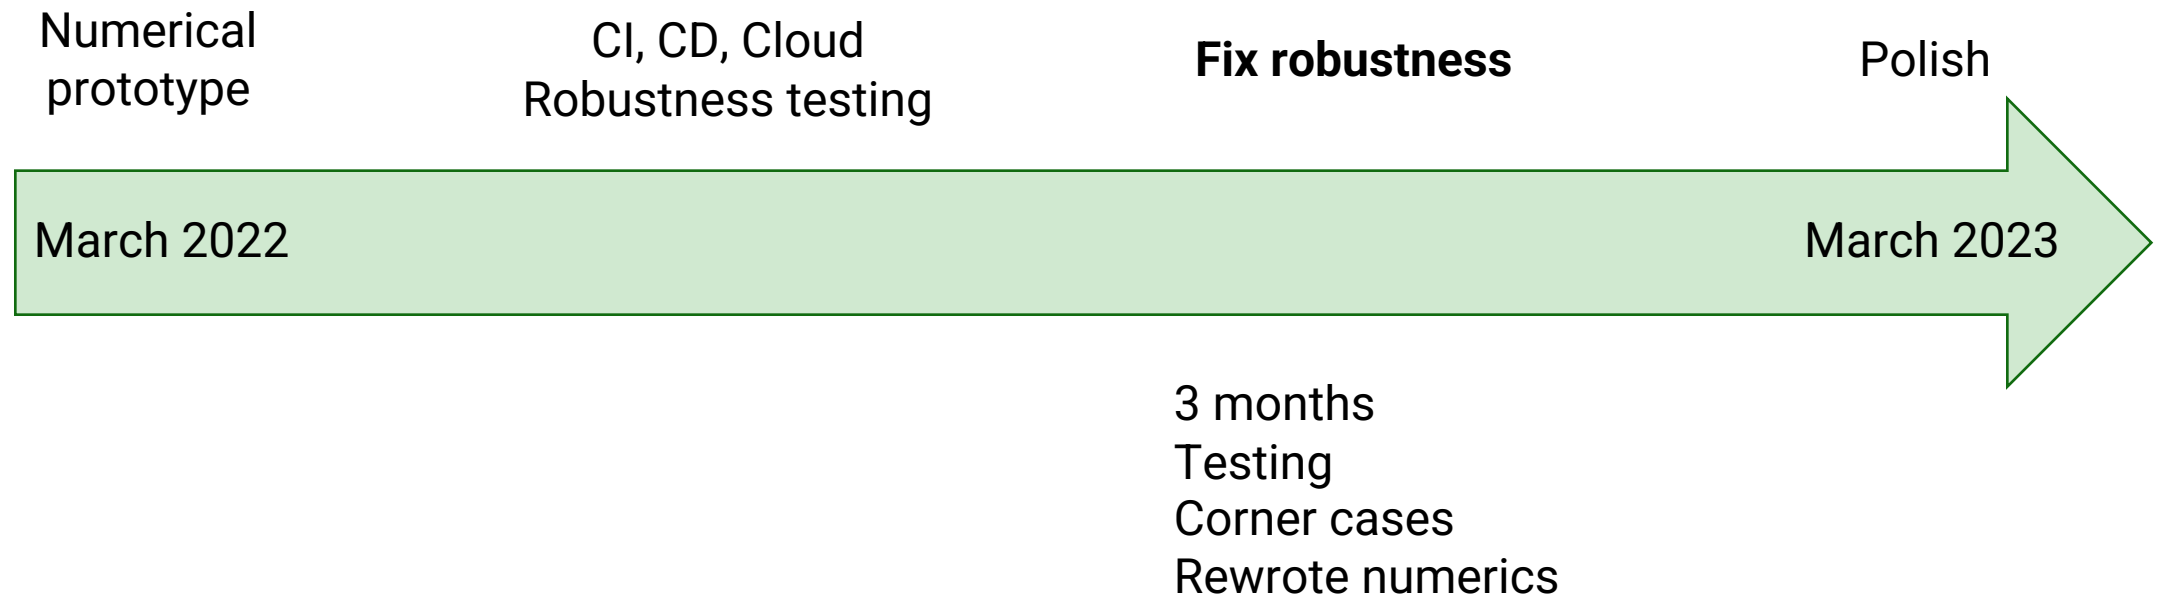 Numerical
prototype
CI, CD, Cloud
Robustness testing
Fix robustness
Polish
March 2022
March 2023
3 months
Testing
Corner cases
Rewrote numerics